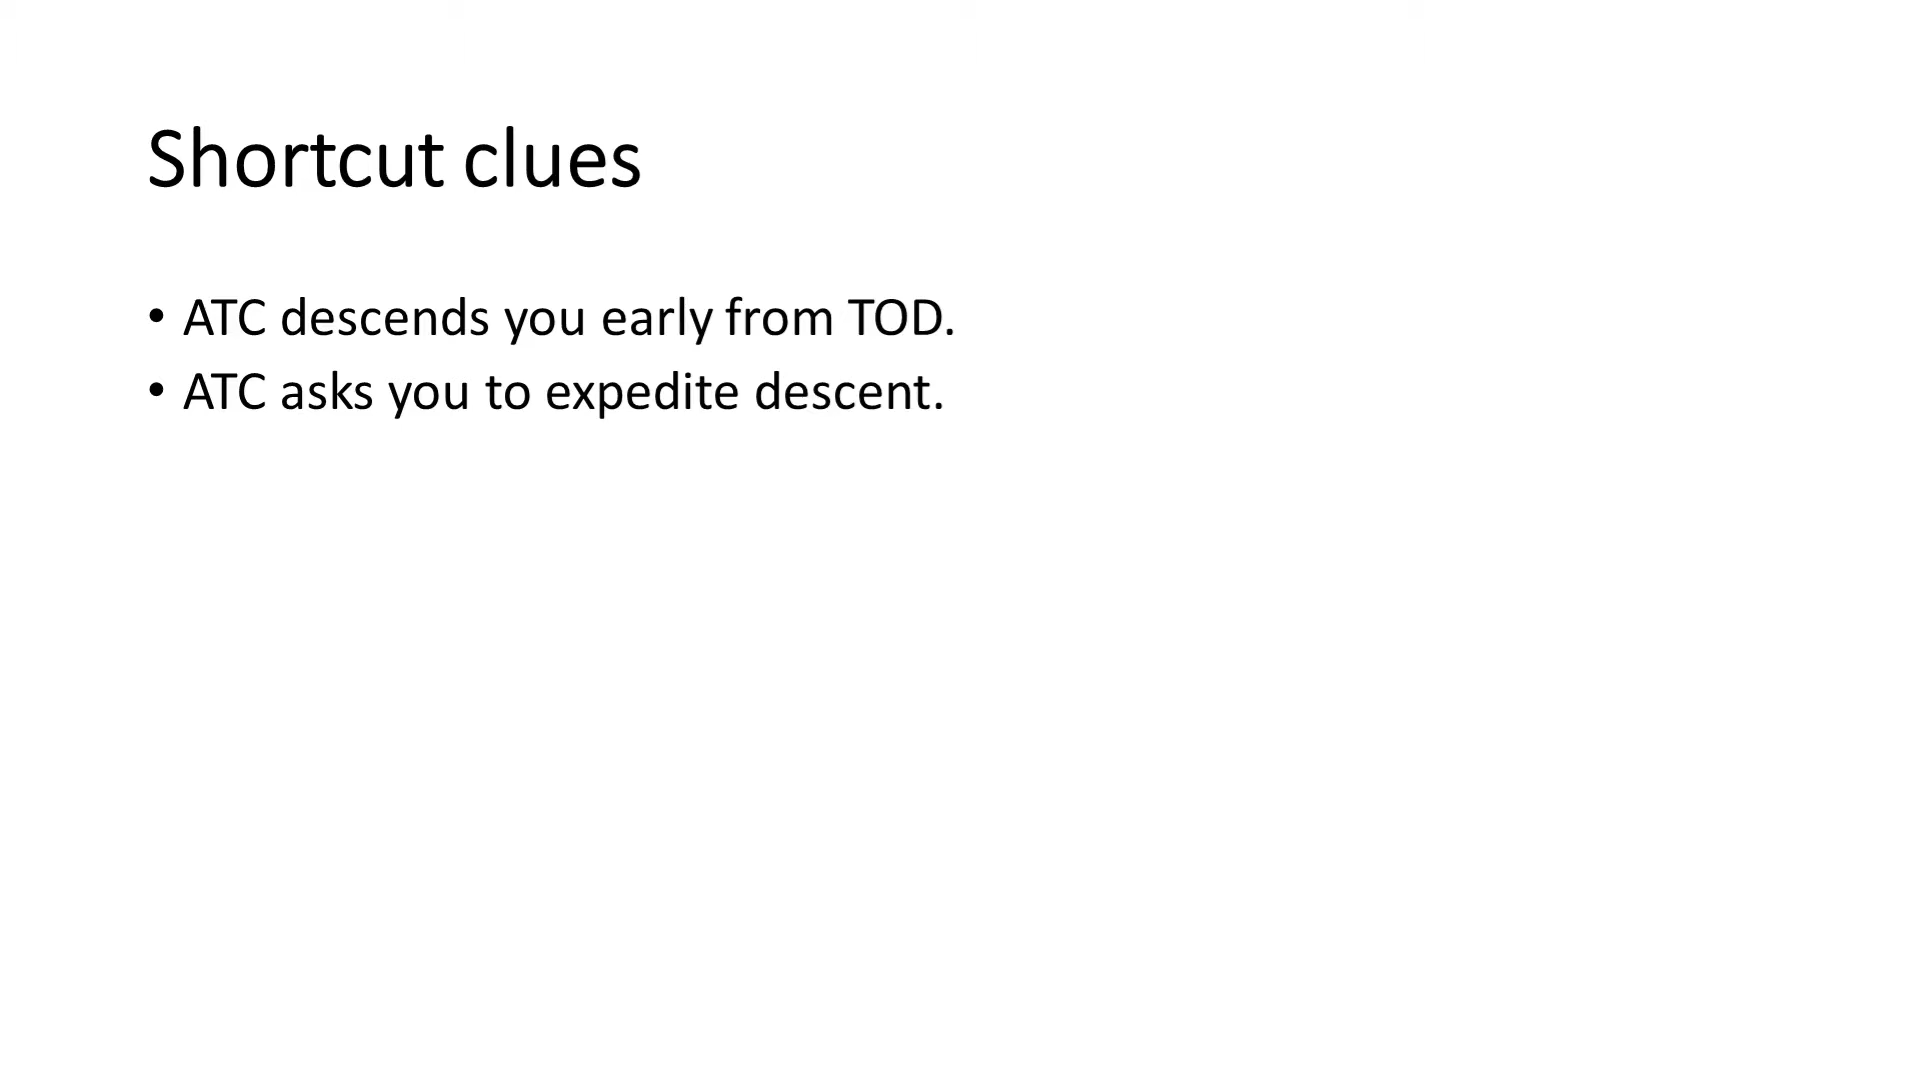 Shortcut clues
• ATC descends you early from TOD.
• ATC asks you to expedite descent.